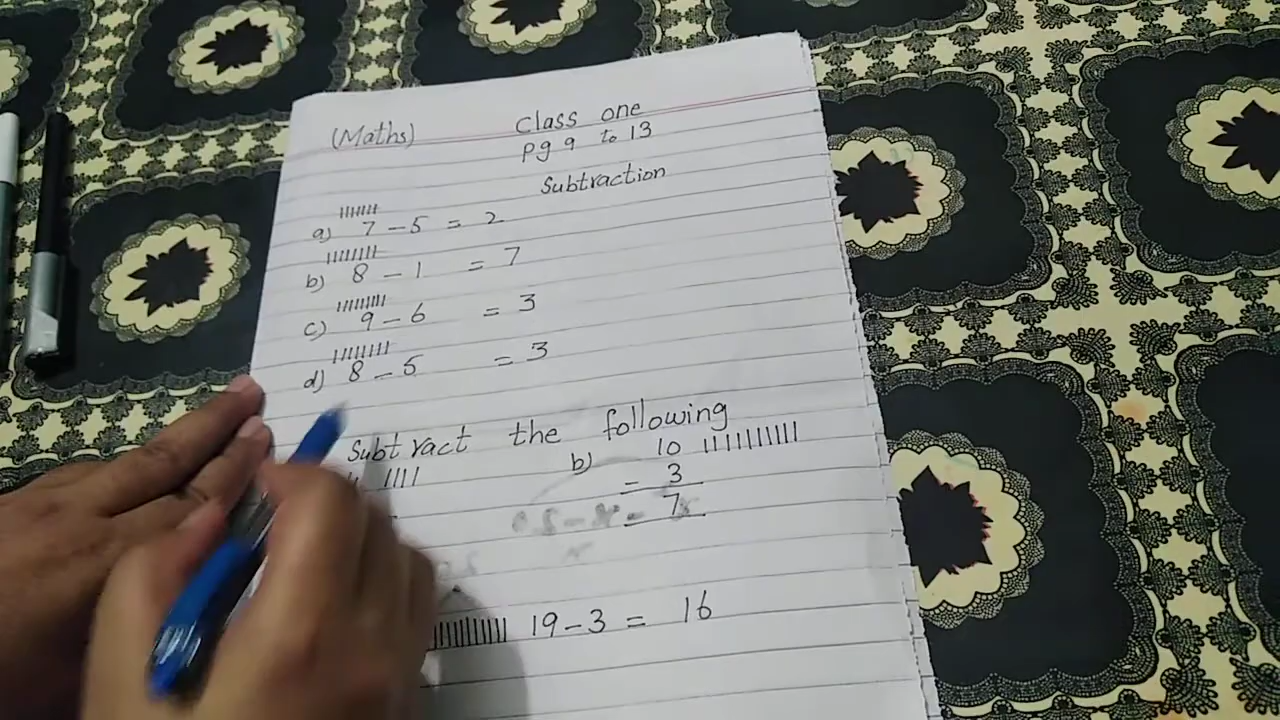 (Maths) Class one
pg 9 to 13
Subtraction
a) 7 - 5 = 2
b) 8 - 1 = 7
c) 9 - 6 = 3
d) 8 - 5 = 3
Subtract the following
b) 10
= 3
7
19 - 3 = 16